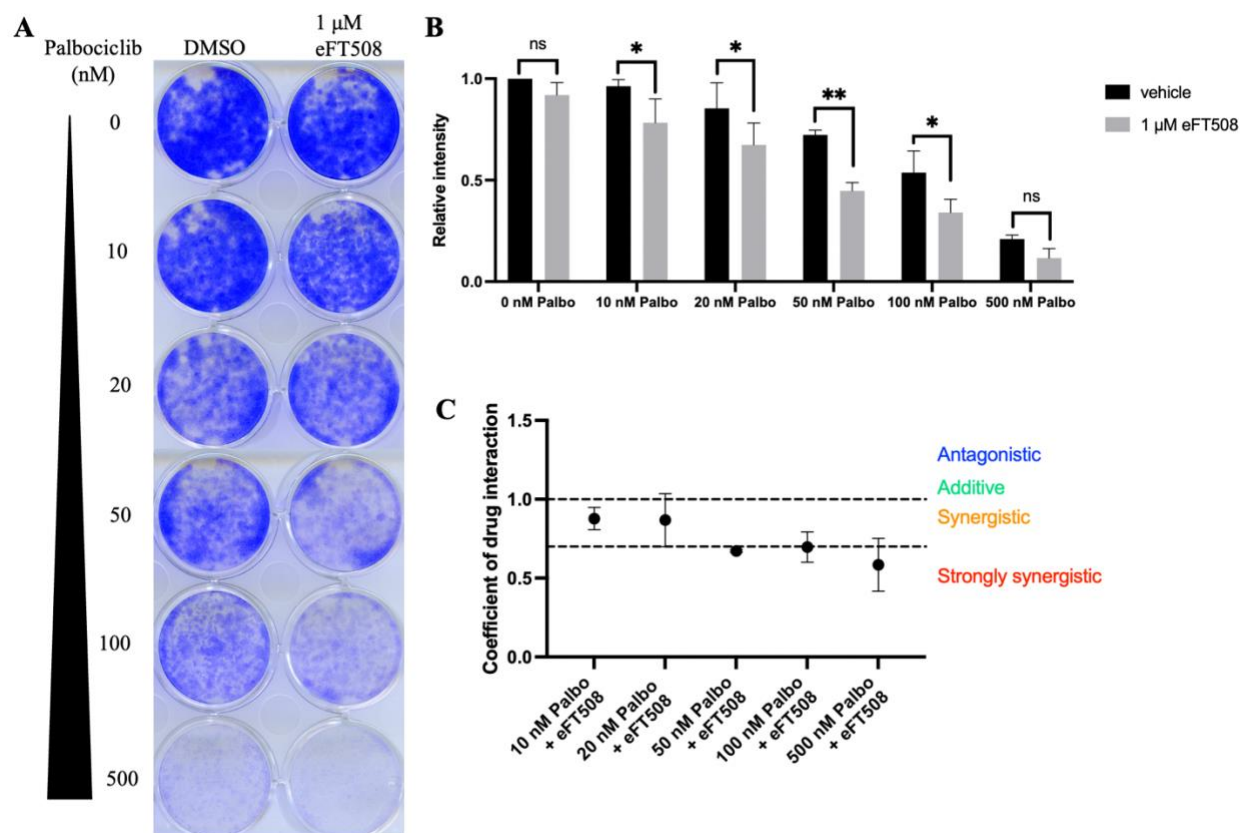 A
Palbociclib
(nM)
DMSO
1 μM
eFT508
0
10
20
50
100
500
B
Relative intensity
1.0
0.5
0.0
ns
*
*
**
*
ns
0 nM Palbo
10 nM Palbo
20 nM Palbo
50 nM Palbo
100 nM Palbo
500 nM Palbo
vehicle
1 μM eFT508
C
Coefficient of drug interaction
1.5
1.0
0.5
0.0
Antagonistic
Additive
Synergistic
Strongly synergistic
10 nM Palbo
+ eFT508
20 nM Palbo
+ eFT508
50 nM Palbo
+ eFT508
100 nM Palbo
+ eFT508
500 nM Palbo
+ eFT508